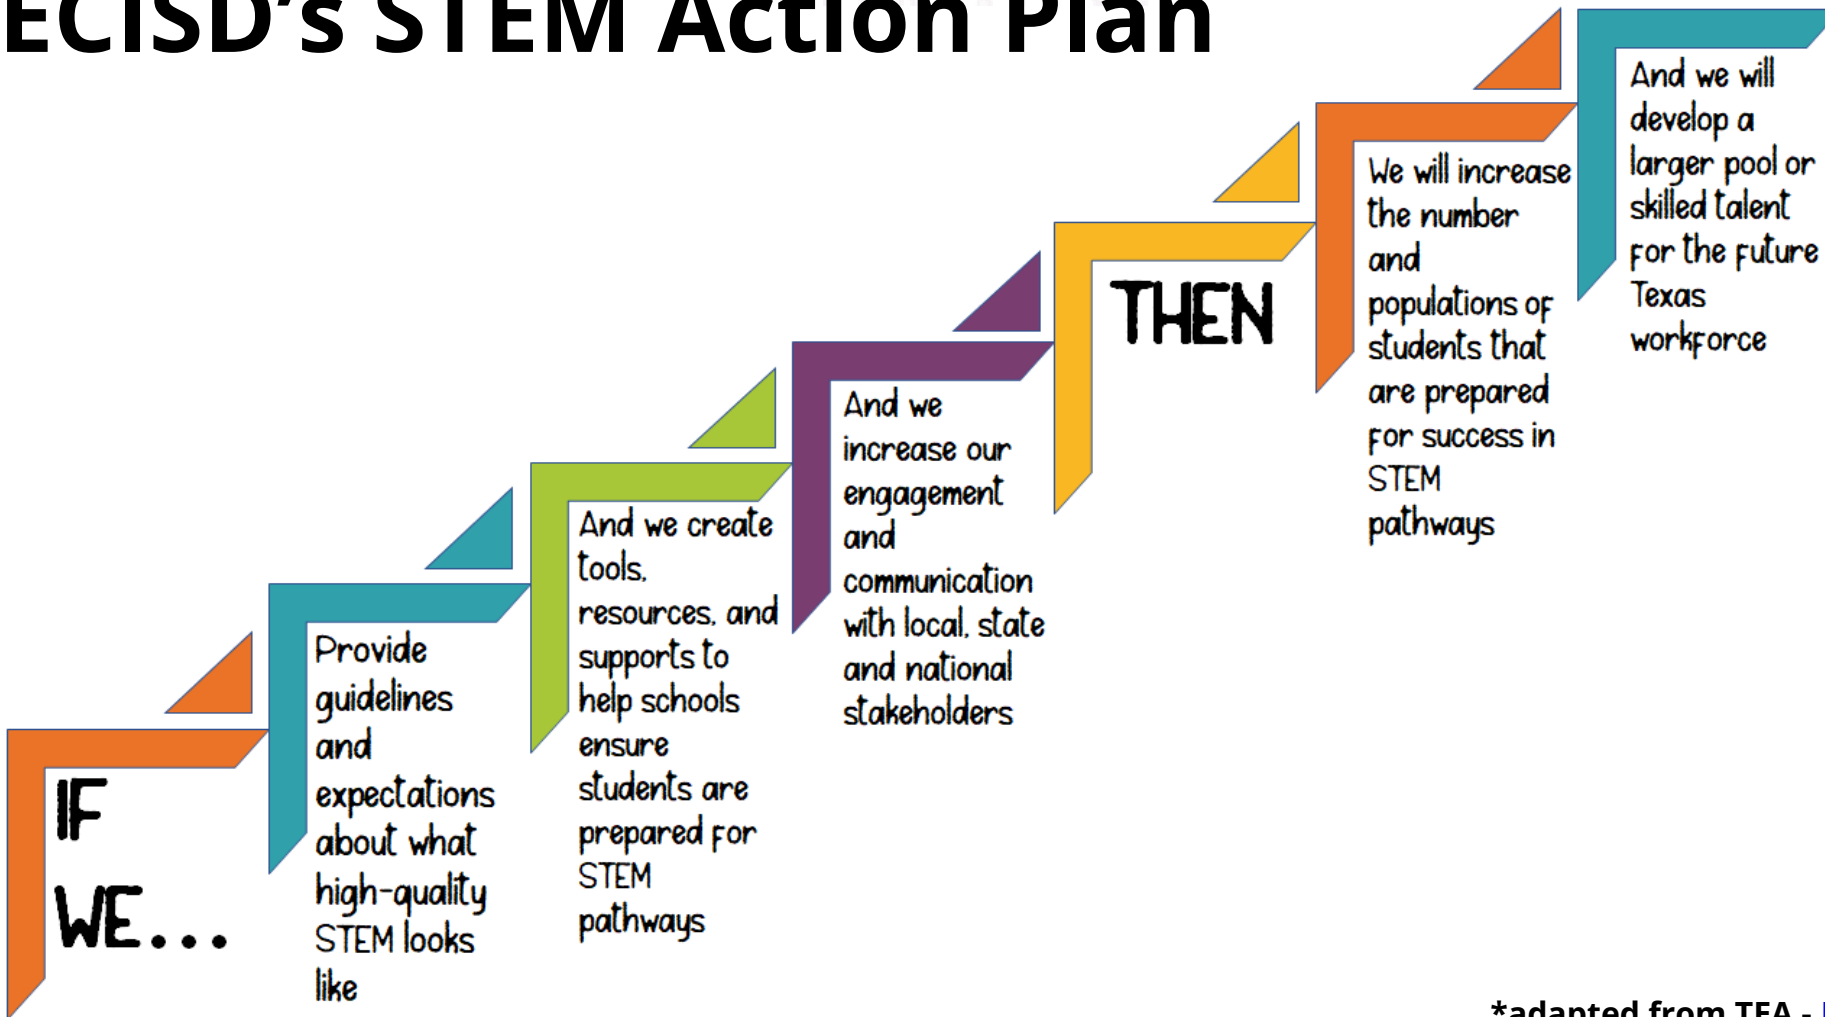 ECISD's STEM Action Plan
IF
WE...
Provide
guidelines
and
expectations
about what
high-quality
STEM looks
like
And we create
tools,
resources, and
supports to
help schools
ensure
students are
prepared for
STEM
pathways
And we
increase our
engagement
and
communication
with local, state
and national
stakeholders
THEN
We will increase
the number
and
populations of
students that
are prepared
for success in
STEM
pathways
And we will
develop a
larger pool or
skilled talent
for the future
Texas
workforce
*adapted from TEA -